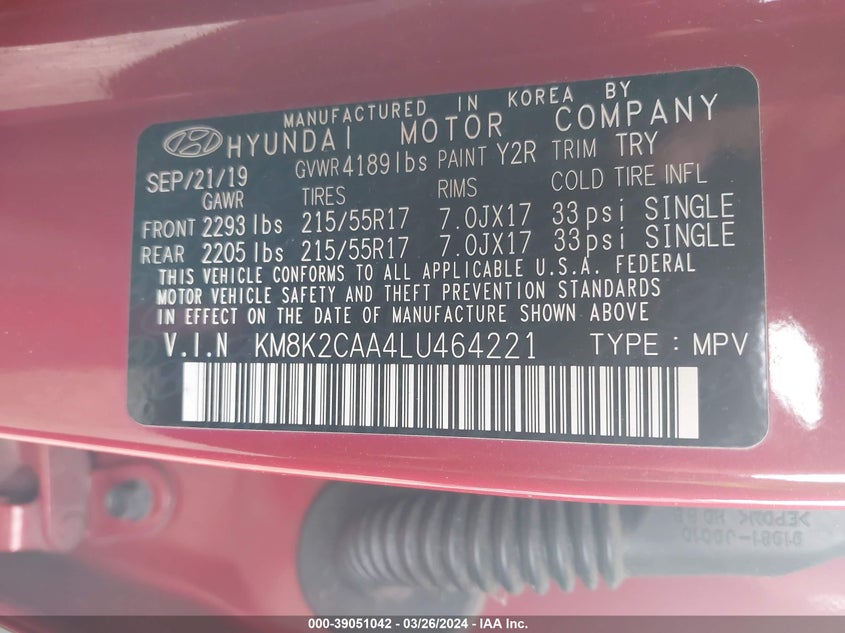 MANUFACTURED IN KOREA BY
HYUNDAI MOTOR COMPANY
SEP/21/19 GVWR4189lbs PAINT Y2R TRIM TRY
GAWR TIRES RIMS COLD TIRE INFL
FRONT 2293lbs 215/55R17 7.0JX17 33psi SINGLE
REAR 2205lbs 215/55R17 7.0JX17 33psi SINGLE
THIS VEHICLE CONFORMS TO ALL APPLICABLE U.S.A. FEDERAL
MOTOR VEHICLE SAFETY AND THEFT PREVENTION STANDARDS
IN EFFECT ON THE DATE OF MANUFACTURE SHOWN ABOVE
V.I.N KM8K2CAA4LU464221 TYPE : MPV
000-39051042 - 03/26/2024 - IAA Inc.